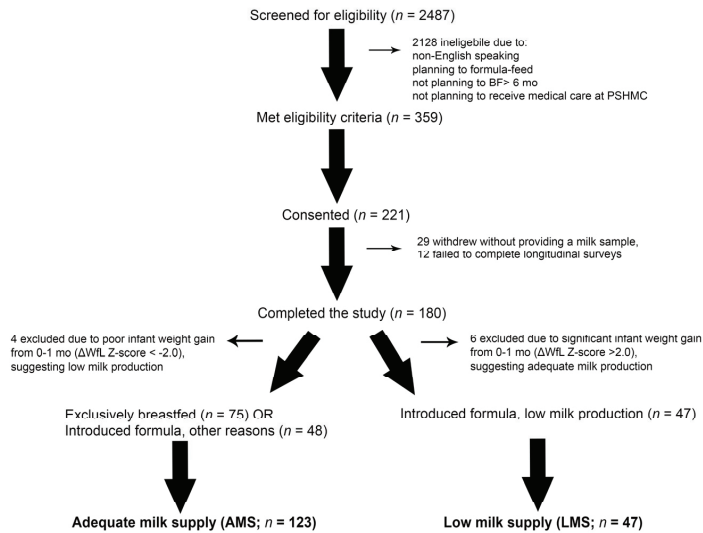 Screened for eligibility (n = 2487)
2128 ineligebile due to:
non-English speaking
planning to formula-feed
not planning to BF> 6 mo
not planning to receive medical care at PSHMC
Met eligibility criteria (n = 359)
Consented (n = 221)
29 withdrew without providing a milk sample,
12 failed to complete longitudinal surveys
Completed the study (n = 180)
4 excluded due to poor infant weight gain
from 0-1 mo (ΔWfL Z-score < -2.0),
suggesting low milk production
6 excluded due to significant infant weight gain
from 0-1 mo (ΔWfL Z-score >2.0),
suggesting adequate milk production
Exclusively breastfed (n = 75) OR
Introduced formula, other reasons (n = 48)
Introduced formula, low milk production (n = 47)
Adequate milk supply (AMS; n = 123)
Low milk supply (LMS; n = 47)